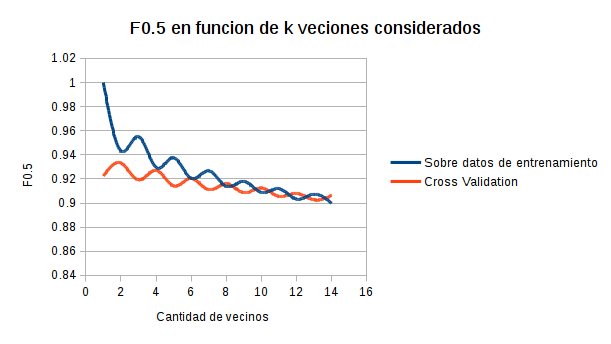 F0.5 en funcion de k veciones considerados
1.02
1
0.98
0.96
0.94
0.92
0.9
0.88
0.86
0.84
F0.5
0 2 4 6 8 10 12 14 16
Cantidad de vecinos
Sobre datos de entrenamiento
Cross Validation